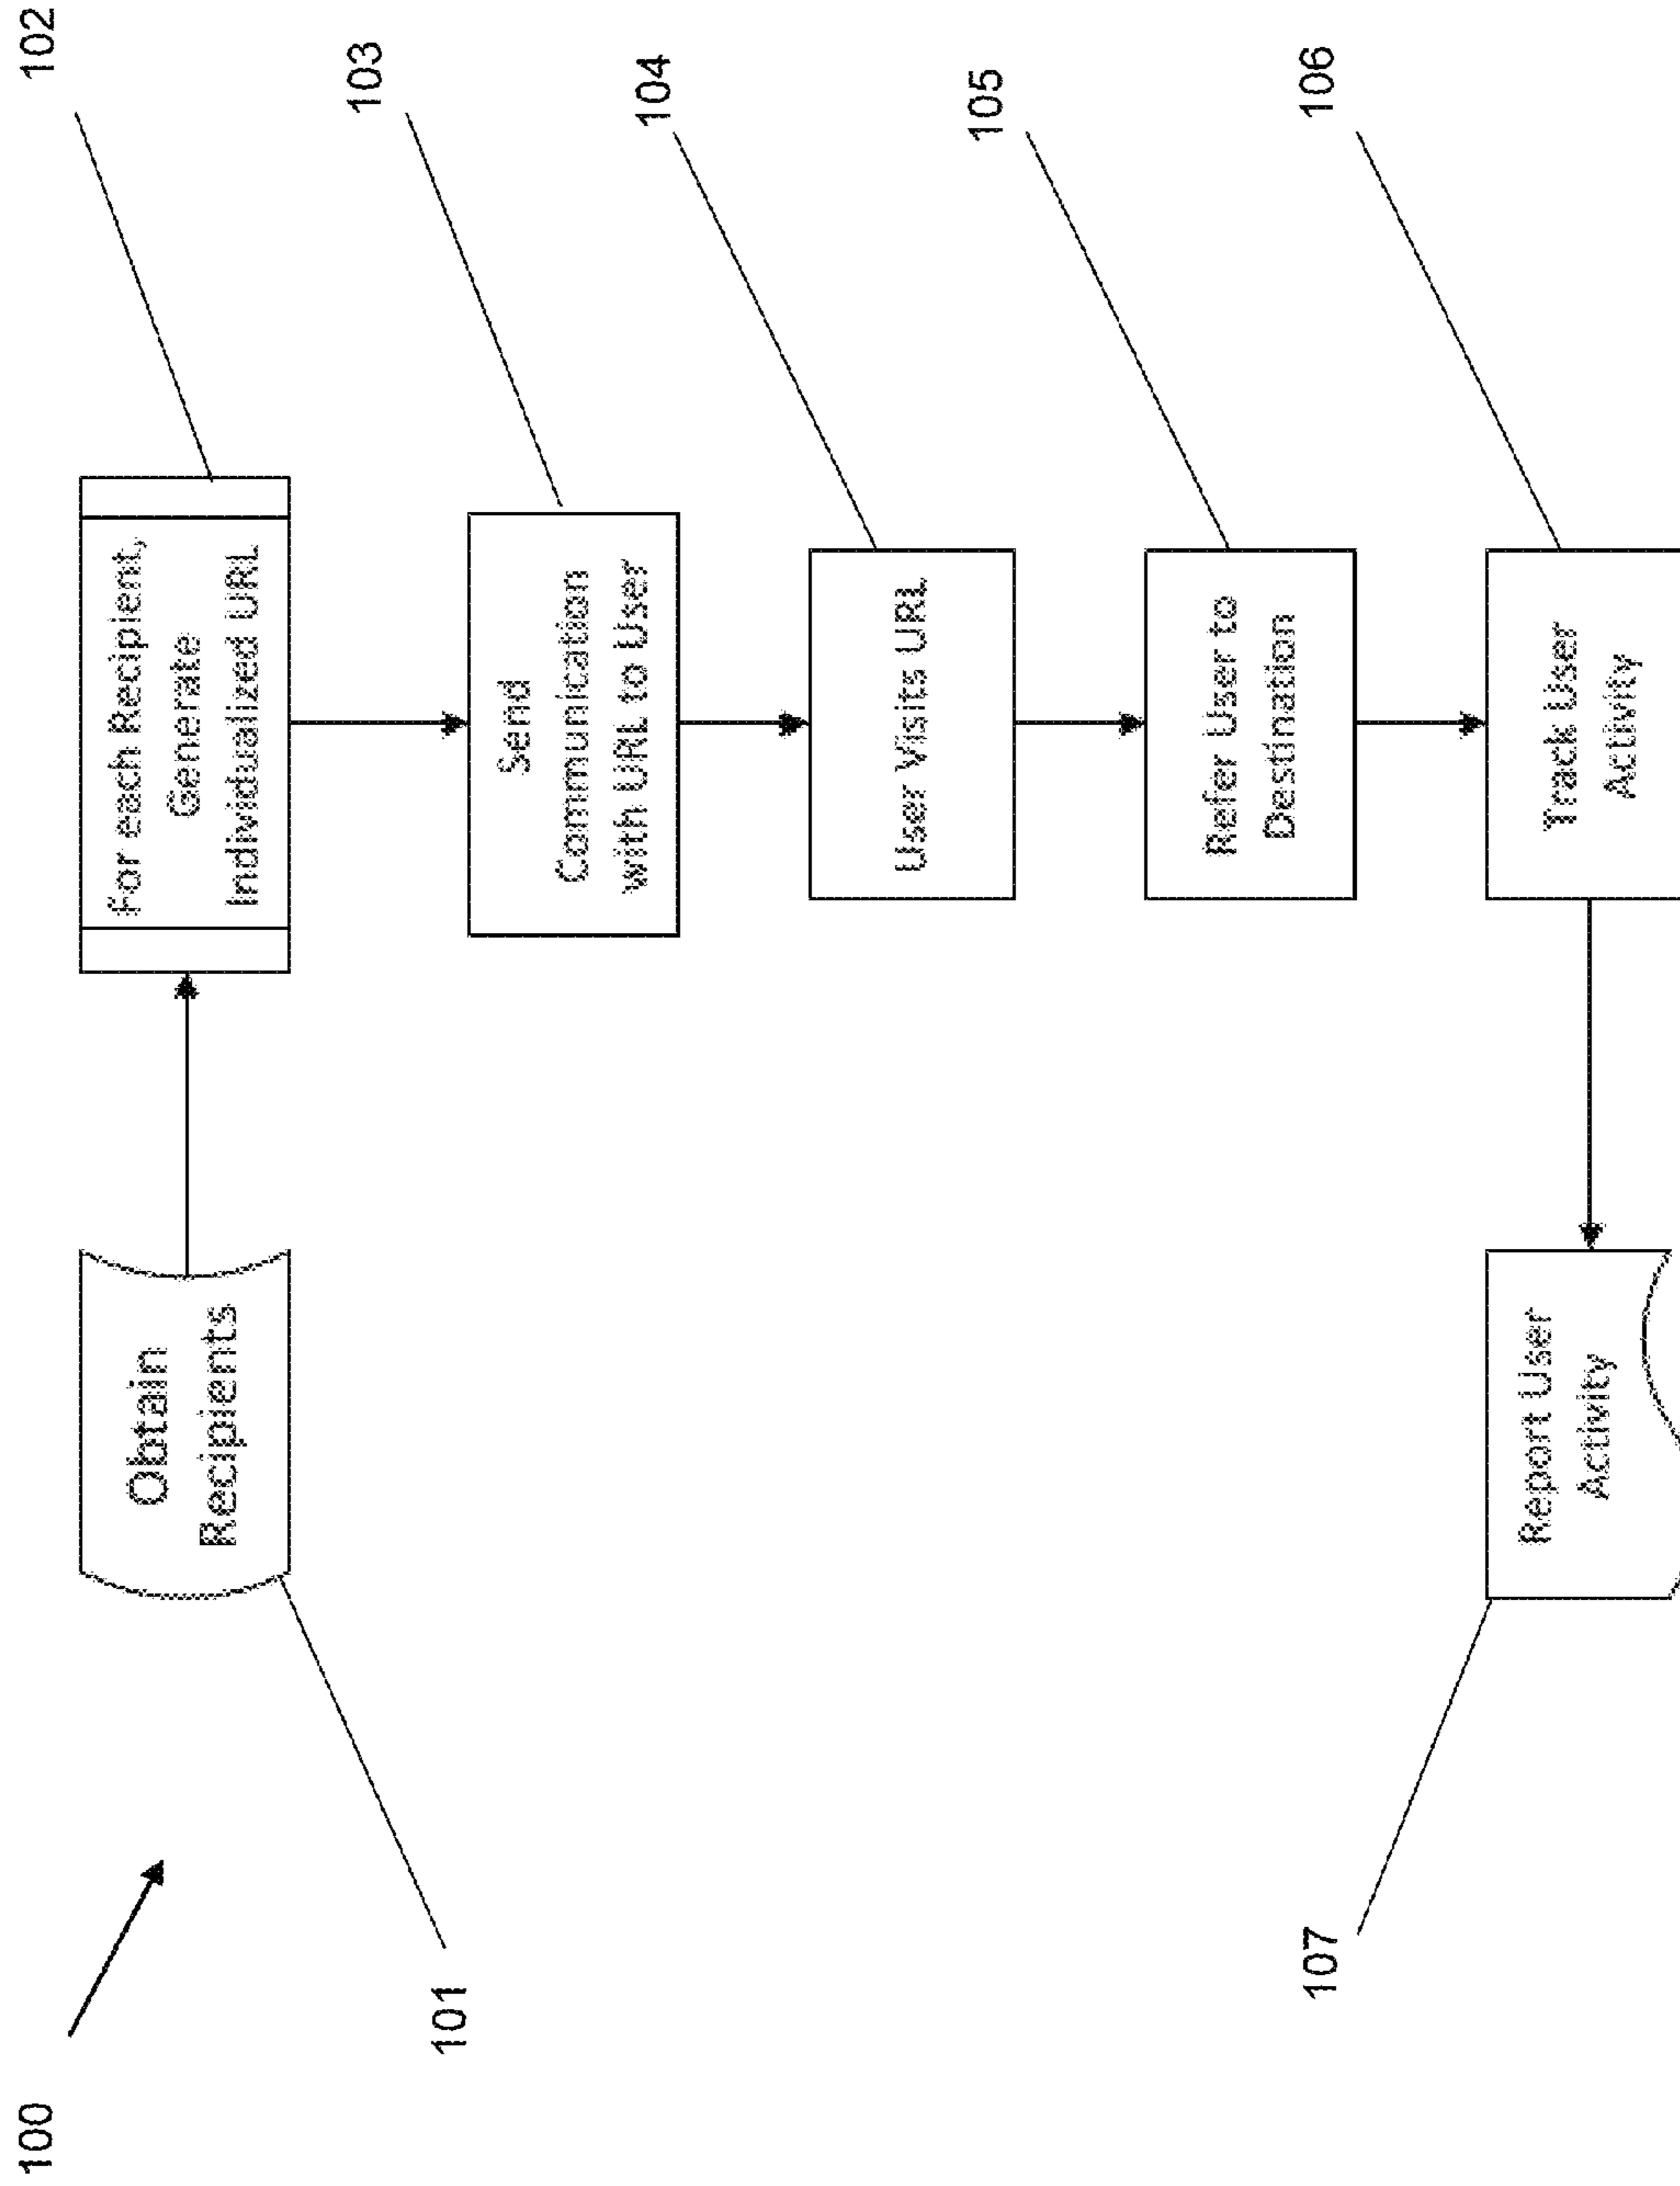 100
101
Obtain
Recipients
102
For each Recipient,
Generate
Individualized URL
103
Send
Communication
with URL to User
104
User Visits URL
105
Refer User to
Destination
106
Track User
Activity
107
Report User
Activity